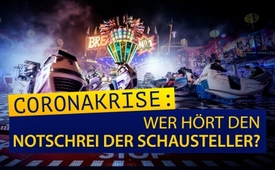 CORONAKRISE:
WER HÖRT DEN
NOTSCHREI DER SCHAUSTELLER?